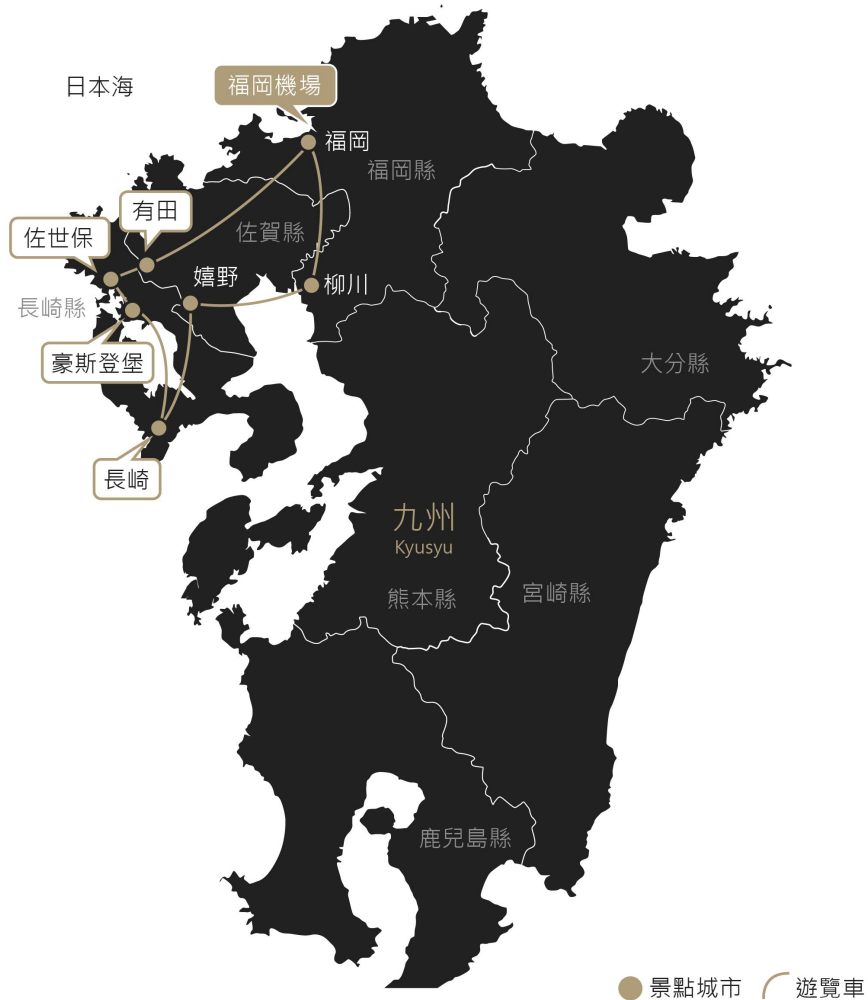 日本海
福岡機場
福岡
福岡縣
有田
佐世保
佐賀縣
嬉野
柳川
長崎縣
豪斯登堡
大分縣
長崎
九州
Kyusyu
熊本縣
宮崎縣
鹿兒島縣
景點城市
遊覽車